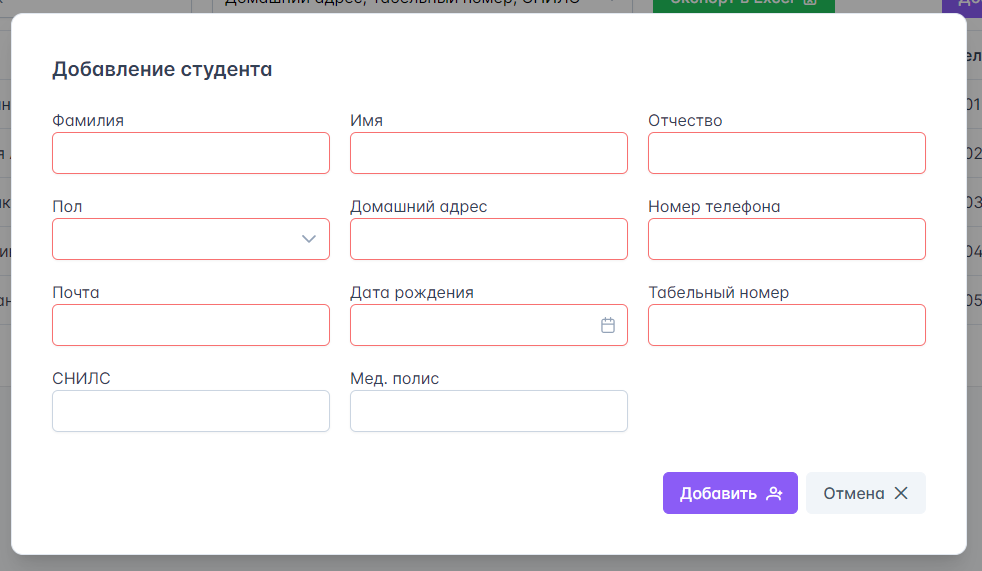 Домашний адрес, Табельный номер, СНИЛС
Экспорт в Excel
Добавление студента
Фамилия
Имя
Отчество
Пол
Домашний адрес
Номер телефона
Почта
Дата рождения
Табельный номер
СНИЛС
Мед. полис
Добавить
Отмена